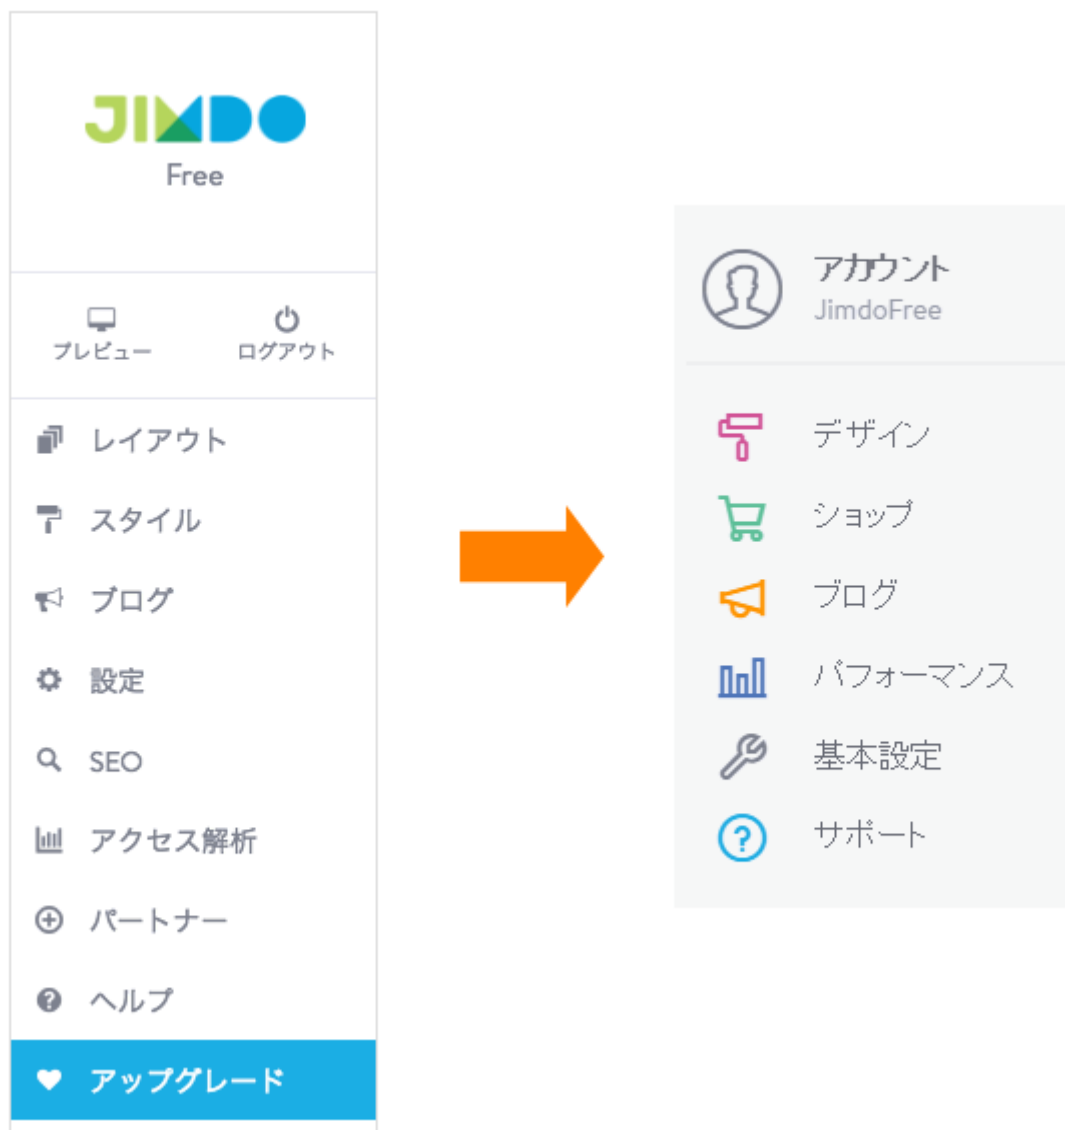 JIMDO
Free
プレビュー
ログアウト
レイアウト
スタイル
ブログ
設定
SEO
アクセス解析
パートナー
ヘルプ
アップグレード
アカウント
JimdoFree
デザイン
ショップ
ブログ
パフォーマンス
基本設定
サポート